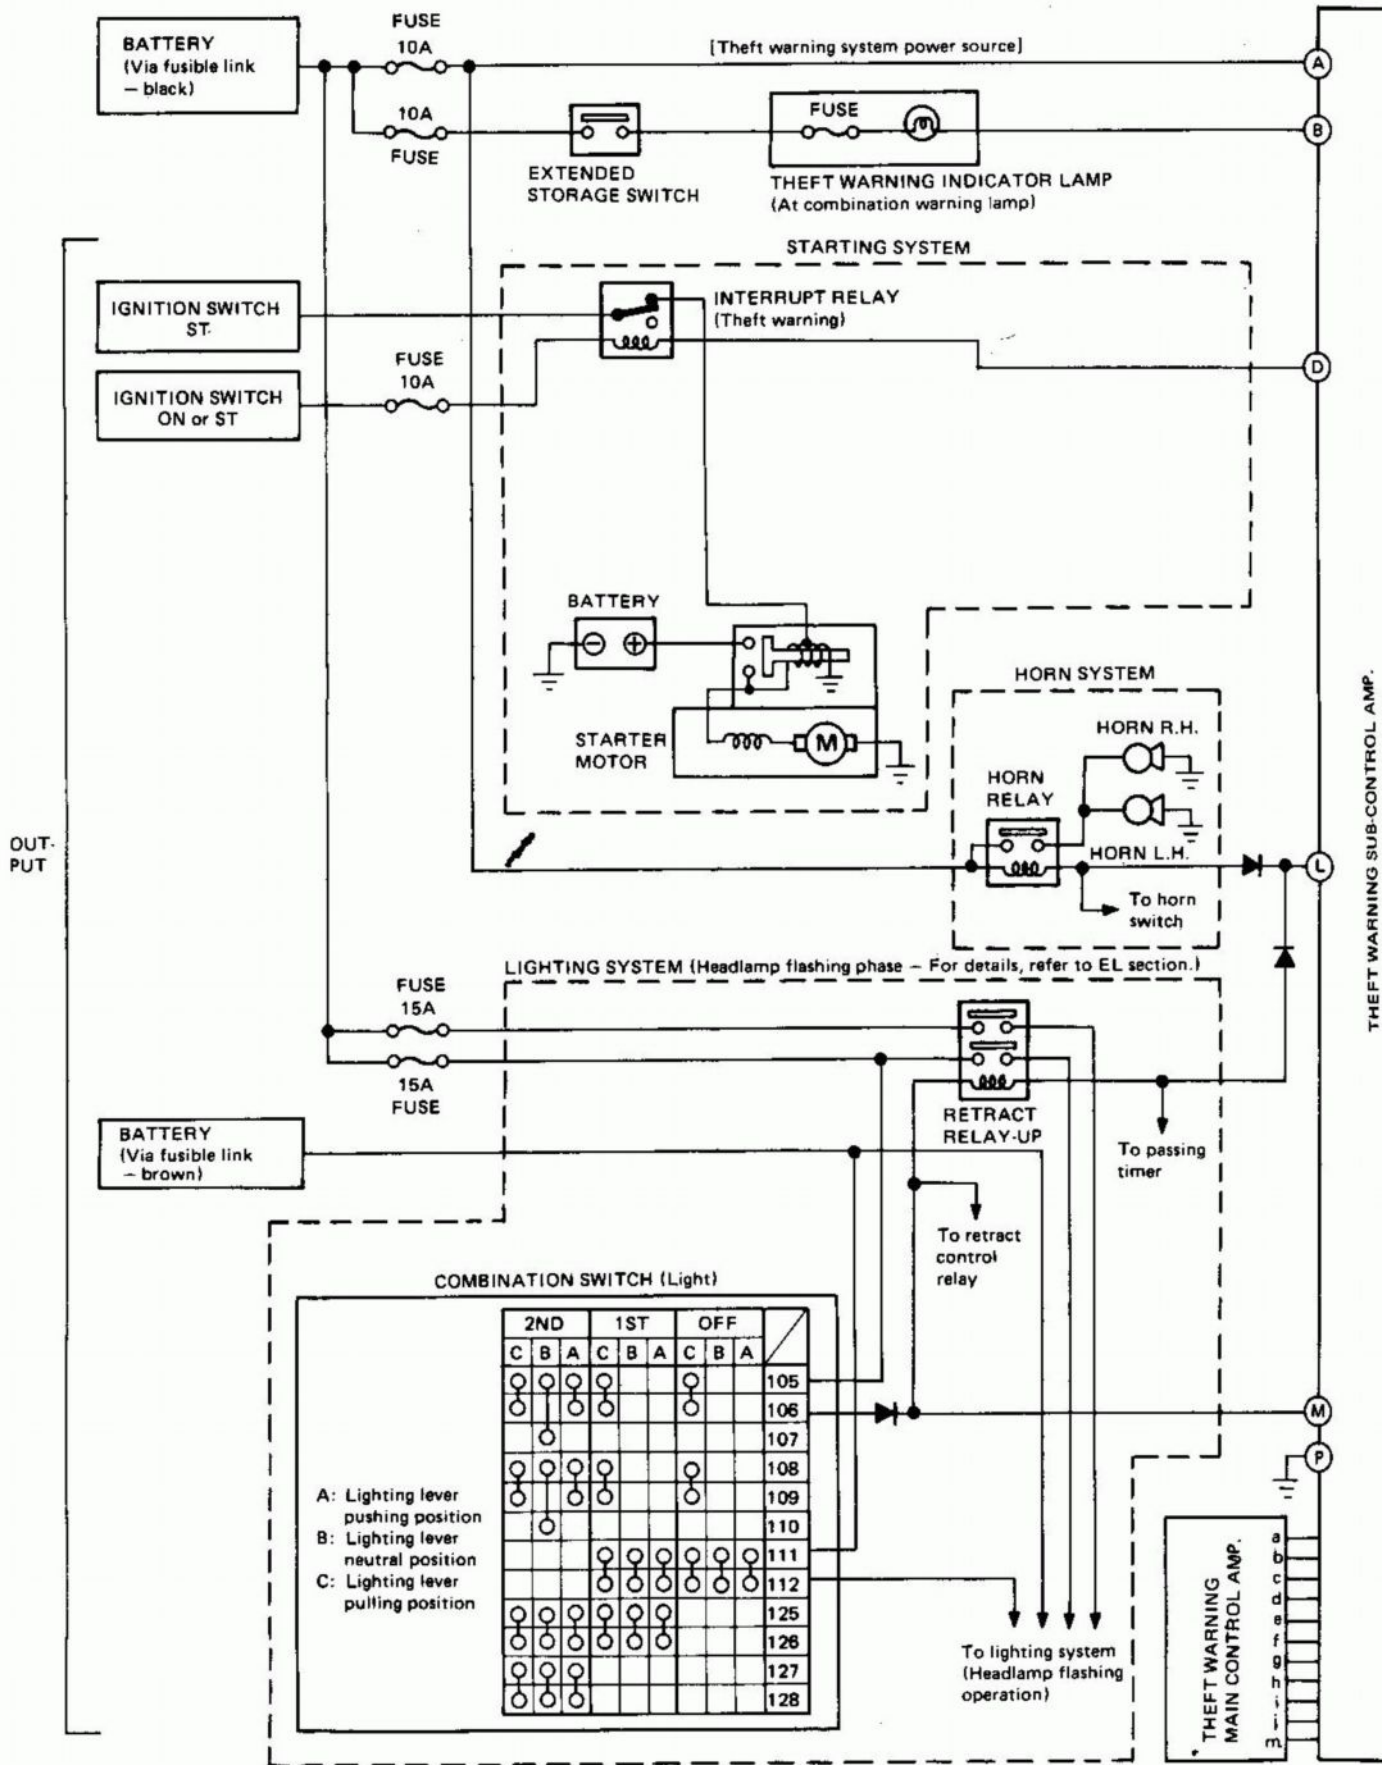 BATTERY
(Via fusible link
— black)
FUSE
10A
[Theft warning system power source]
A
10A
FUSE
EXTENDED
STORAGE SWITCH
FUSE
THEFT WARNING INDICATOR LAMP
(At combination warning lamp)
B
STARTING SYSTEM
IGNITION SWITCH
ST.
INTERRUPT RELAY
(Theft warning)
IGNITION SWITCH
ON or ST
FUSE
10A
D
BATTERY
STARTER
MOTOR
M
HORN SYSTEM
HORN R.H.
HORN
RELAY
HORN L.H.
To horn
switch
L
THEFT WARNING SUB-CONTROL AMP.
OUT-
PUT
LIGHTING SYSTEM (Headlamp flashing phase — For details, refer to EL section.)
FUSE
15A
15A
FUSE
RETRACT
RELAY-UP
To passing
timer
BATTERY
(Via fusible link
— brown)
To retract
control
relay
COMBINATION SWITCH (Light)
2ND 1ST OFF
C B A C B A C B A
105
106
107
108
109
110
111
112
125
126
127
128
A: Lighting lever
pushing position
B: Lighting lever
neutral position
C: Lighting lever
pulling position
To lighting system
(Headlamp flashing
operation)
M
P
THEFT WARNING
MAIN CONTROL AMP.
a
b
c
d
e
f
g
h
i
j
m